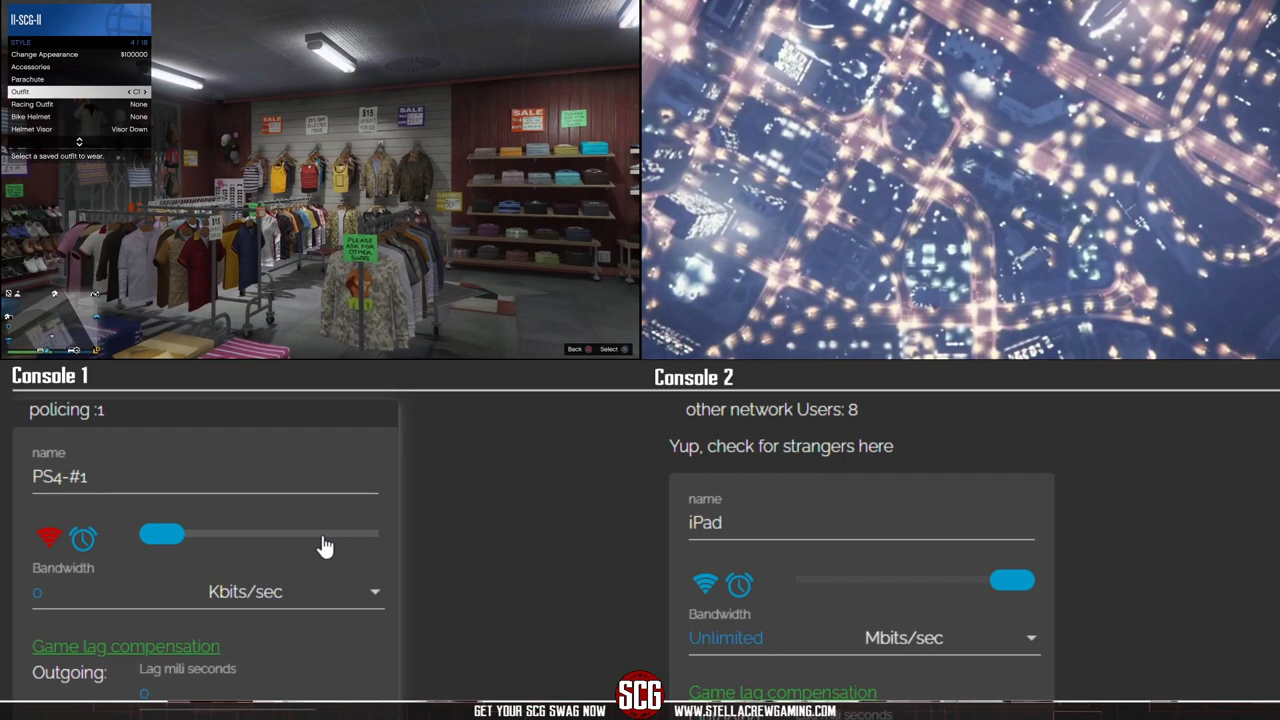 II-SCG-II
STYLE 4 / 18
Change Appearance $100000
Accessories
Parachute
Outfit C1
Racing Outfit None
Bike Helmet None
Helmet Visor Visor Down
Select a saved outfit to wear.
SALE
$15
SALE
SALE
$15
PLEASE
ASK FOR
OTHER
SIZES
Back Select
Console 1
policing :1
name
PS4-#1
Bandwidth
0 Kbits/sec
Game lag compensation
Outgoing: Lag mili seconds
0
Console 2
other network Users: 8
Yup, check for strangers here
name
iPad
Bandwidth
Unlimited Mbits/sec
Game lag compensation
GET YOUR SCG SWAG NOW SCG WWW.STELLACREWGAMING.COM